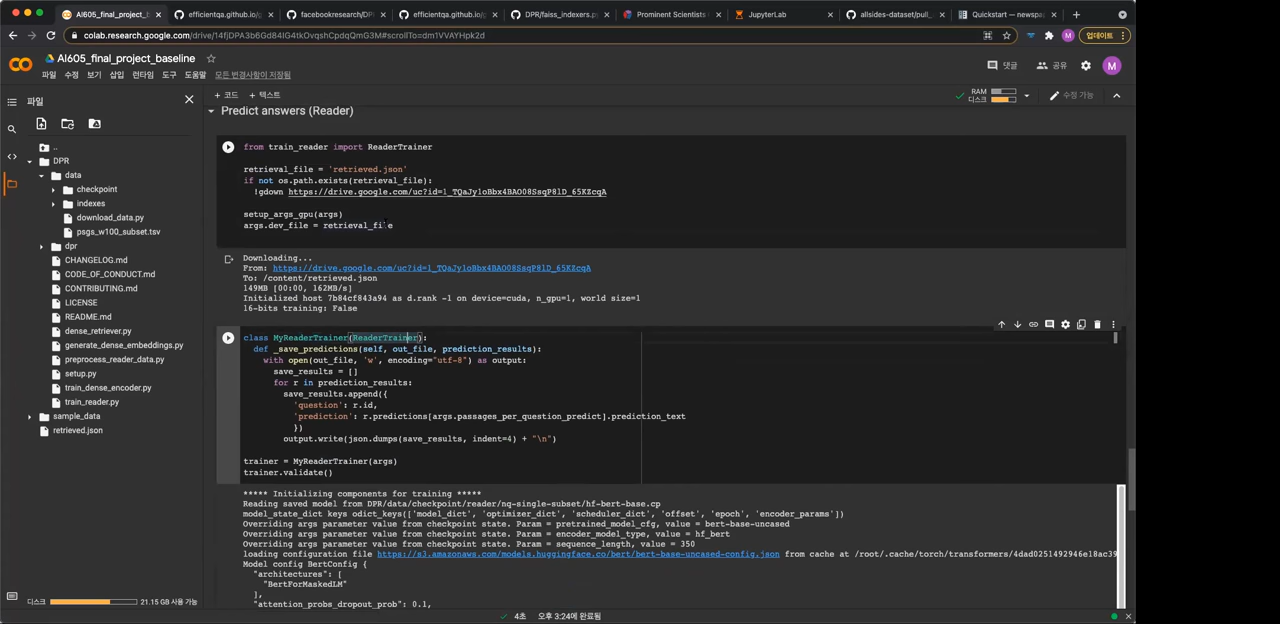 AI605_final_project_baseline
efficientqa.github.io/g
facebookresearch/DPR
efficientqa.github.io/g
DPR/faiss_indexers.py
Prominent Scientists
JupyterLab
allsides-dataset/pull_
Quickstart — newspa
colab.research.google.com/drive/14fjDPA3b6Gd84IG4tkOvqshCpdqQmG3M#scrollTo=rdm1VVAYHpk2
업데이트
AI605_final_project_baseline
파일 수정 보기 삽입 런타임 도구 도움말 모든 변경사항이 저장됨
댓글 공유 M
파일
+ 코드 + 텍스트
RAM
디스크
수정 가능
Predict answers (Reader)
..
DPR
data
checkpoint
indexes
download_data.py
psgs_w100_subset.tsv
dpr
CHANGELOG.md
CODE_OF_CONDUCT.md
CONTRIBUTING.md
LICENSE
README.md
dense_retriever.py
generate_dense_embeddings.py
preprocess_reader_data.py
setup.py
train_dense_encoder.py
train_reader.py
sample_data
retrieved.json
디스크 21.15 GB 사용 가능
from train_reader import ReaderTrainer
retrieval_file = 'retrieved.json'
if not os.path.exists(retrieval_file):
!gdown https://drive.google.com/uc?id=1_TQaJy1oBbx4BAO08SsqP8lD_65KZcqA
setup_args_gpu(args)
args.dev_file = retrieval_file
Downloading...
From: https://drive.google.com/uc?id=1_TQaJy1oBbx4BAO08SsqP8lD_65KZcqA
To: /content/retrieved.json
149MB [00:00, 162MB/s]
Initialized host 7b84cf843a94 as d.rank -1 on device=cuda, n_gpu=1, world size=1
16-bits training: False
class MyReaderTrainer(ReaderTrainer):
def _save_predictions(self, out_file, prediction_results):
with open(out_file, 'w', encoding="utf-8") as output:
save_results = []
for r in prediction_results:
save_results.append({
'question': r.id,
'prediction': r.predictions[args.passages_per_question_predict].prediction_text
})
output.write(json.dumps(save_results, indent=4) + "\n")
trainer = MyReaderTrainer(args)
trainer.validate()
***** Initializing components for training *****
Reading saved model from DPR/data/checkpoint/reader/nq-single-subset/hf-bert-base.cp
model_state_dict keys odict_keys(['model_dict', 'optimizer_dict', 'scheduler_dict', 'offset', 'epoch', 'encoder_params'])
Overriding args parameter value from checkpoint state. Param = pretrained_model_cfg, value = bert-base-uncased
Overriding args parameter value from checkpoint state. Param = encoder_model_type, value = hf_bert
Overriding args parameter value from checkpoint state. Param = sequence_length, value = 350
loading configuration file https://s3.amazonaws.com/models.huggingface.co/bert/bert-base-uncased-config.json from cache at /root/.cache/torch/transformers/4dad0251492946e18ac39
Model config BertConfig {
"architectures": [
"BertForMaskedLM"
],
"attention_probs_dropout_prob": 0.1,
4초 오후 3:24에 완료됨